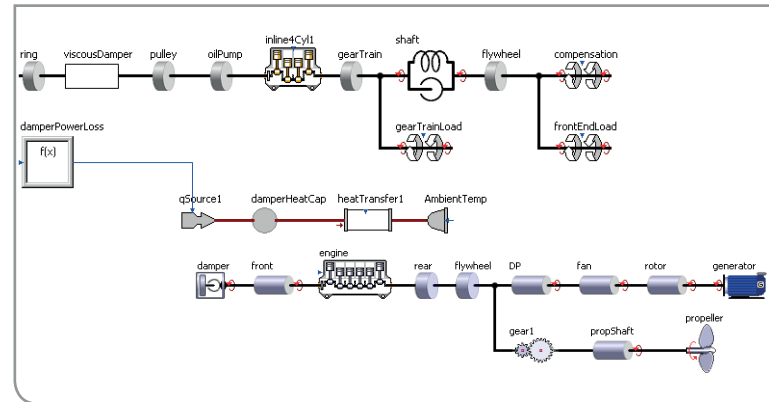 ring viscousDamper pulley oilPump inline4Cyl1 gearTrain shaft flywheel compensation
damperPowerLoss gearTrainLoad frontEndLoad
f(x)
qSource1 damperHeatCap heatTransfer1 AmbientTemp
damper front engine rear flywheel DP fan rotor generator
G
gear1 propShaft propeller